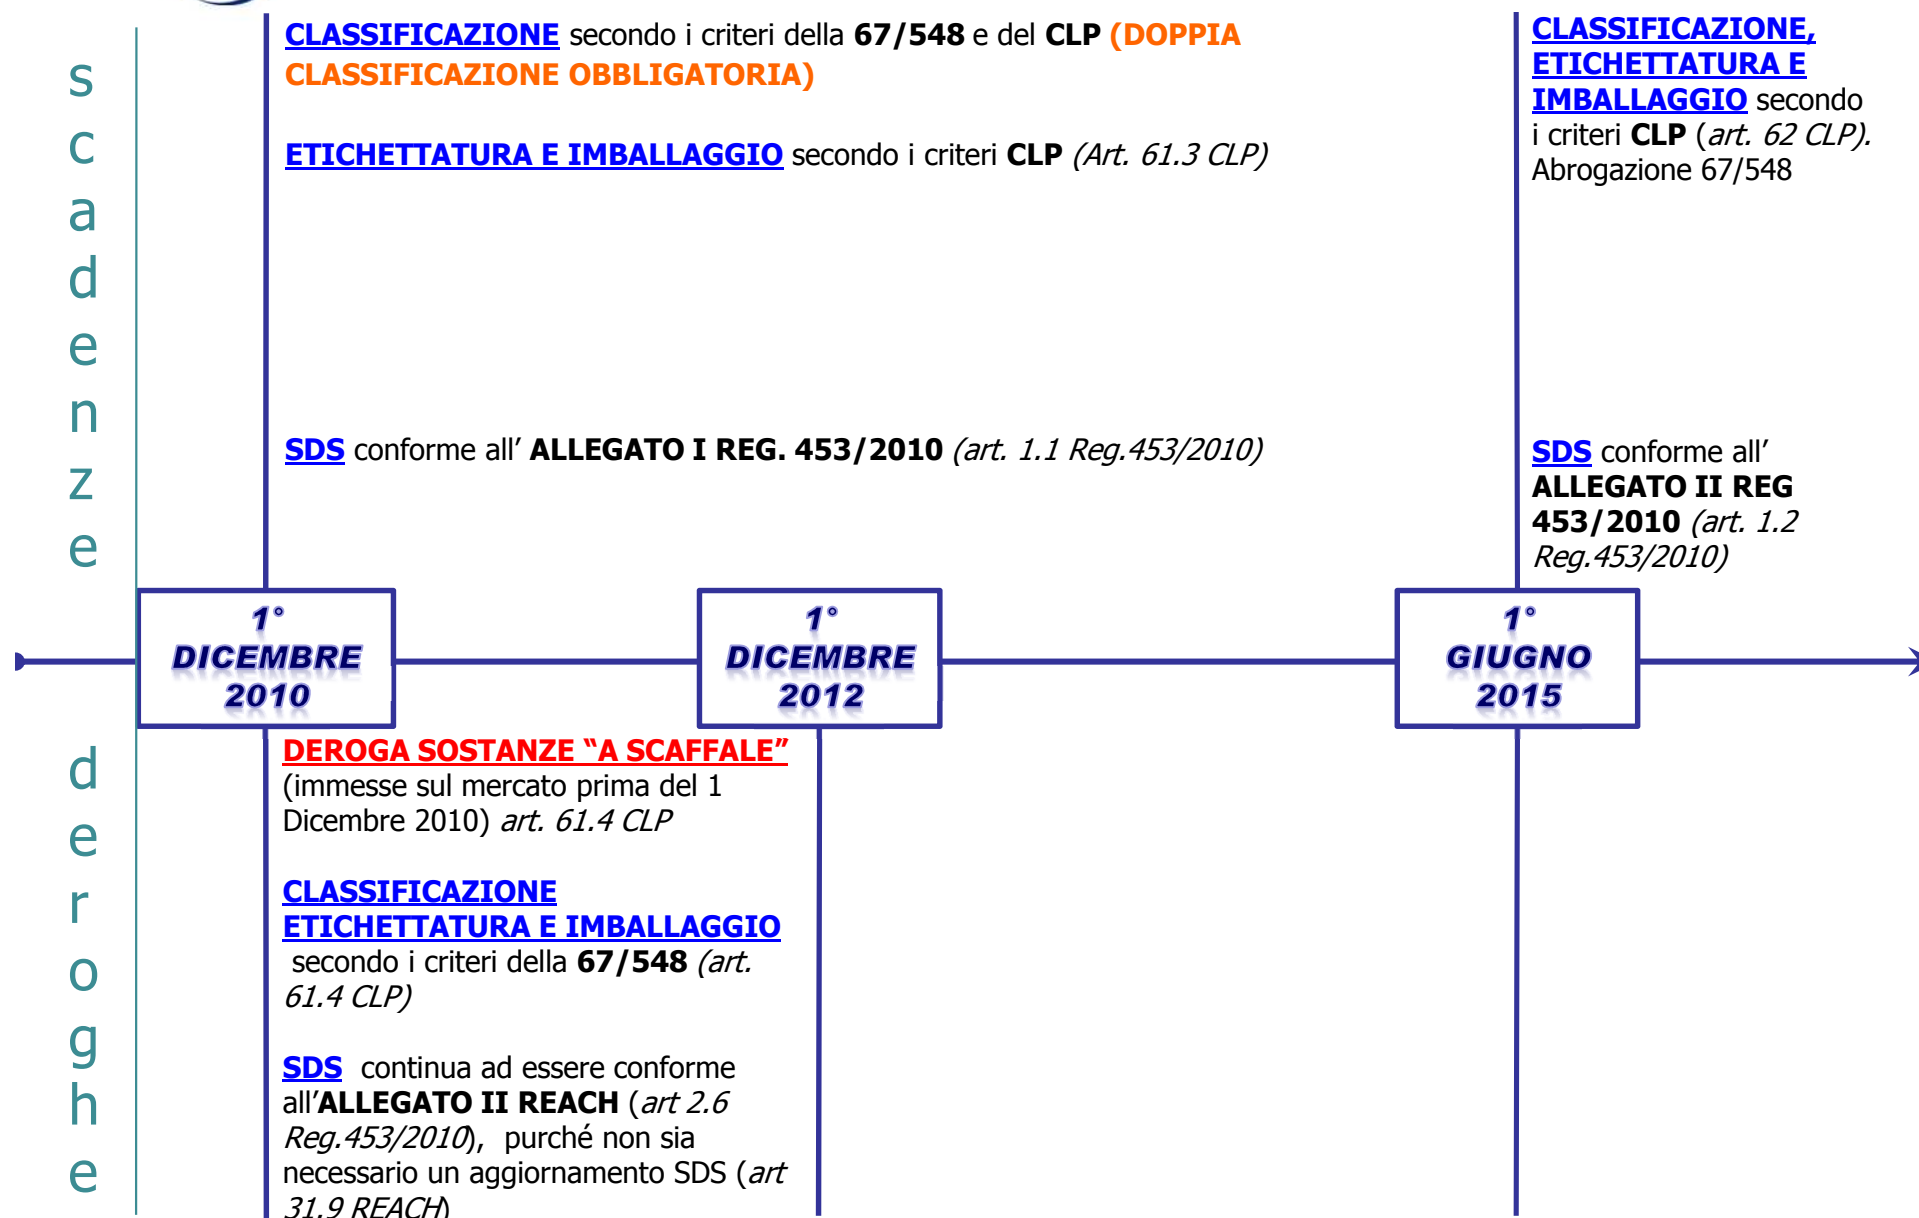 scadenze
CLASSIFICAZIONE secondo i criteri della 67/548 e del CLP (DOPPIA
CLASSIFICAZIONE OBBLIGATORIA)
ETICHETTATURA E IMBALLAGGIO secondo i criteri CLP (Art. 61.3 CLP)
SDS conforme all' ALLEGATO I REG. 453/2010 (art. 1.1 Reg.453/2010)
CLASSIFICAZIONE,
ETICHETTATURA E
IMBALLAGGIO secondo
i criteri CLP (art. 62 CLP).
Abrogazione 67/548
SDS conforme all'
ALLEGATO II REG
453/2010 (art. 1.2
Reg.453/2010)
1°
DICEMBRE
2010
1°
DICEMBRE
2012
1°
GIUGNO
2015
deroghe
DEROGA SOSTANZE “A SCAFFALE”
(immesse sul mercato prima del 1
Dicembre 2010) art. 61.4 CLP
CLASSIFICAZIONE
ETICHETTATURA E IMBALLAGGIO
secondo i criteri della 67/548 (art.
61.4 CLP)
SDS continua ad essere conforme
all'ALLEGATO II REACH (art 2.6
Reg.453/2010), purché non sia
necessario un aggiornamento SDS (art
31.9 REACH)